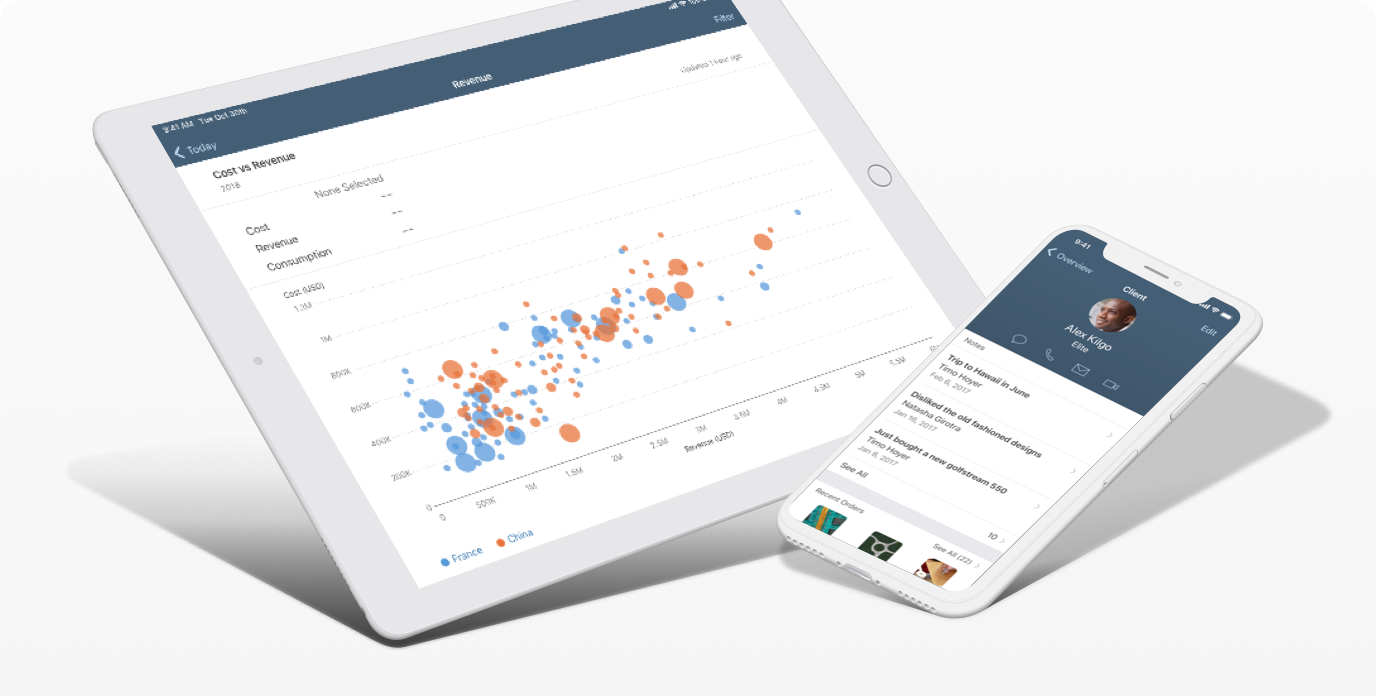 9:41 AM Tue Oct 30th
Today
Revenue
Filter
Cost vs Revenue
2018
Updated 1 hour ago
None Selected
Cost --
Revenue --
Consumption --
Cost (USD)
1.2M
1M
800K
600K
400K
200K
0
0
500K
1M
1.5M
2M
2.5M
3M
3.5M
4M
4.5M
5M
5.5M
Revenue (USD)
France
China
9:41
Overview
Client
Edit
Alex Kilgo
Elite
Notes
Trip to Hawaii in June
Timo Hoyer
Feb 6, 2017
Disliked the old fashioned designs
Natasha Girotra
Jan 16, 2017
Just bought a new golfstream 550
Timo Hoyer
Jan 8, 2017
See All
10
Recent Orders
See All (22)